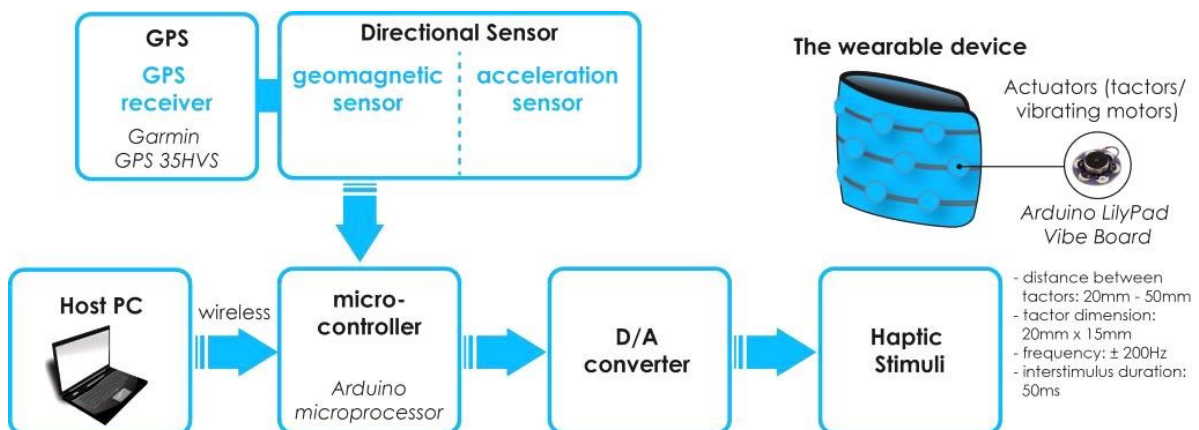 GPS
GPS
receiver
Garmin
GPS 35HVS
Directional Sensor
geomagnetic
sensor
acceleration
sensor
The wearable device
Actuators (tactors/
vibrating motors)
Arduino LilyPad
Vibe Board
Host PC
wireless
micro-
controller
Arduino
microprocessor
D/A
converter
Haptic
Stimuli
- distance between
tactors: 20mm - 50mm
- tactor dimension:
20mm x 15mm
- frequency: ± 200Hz
- interstimulus duration:
50ms